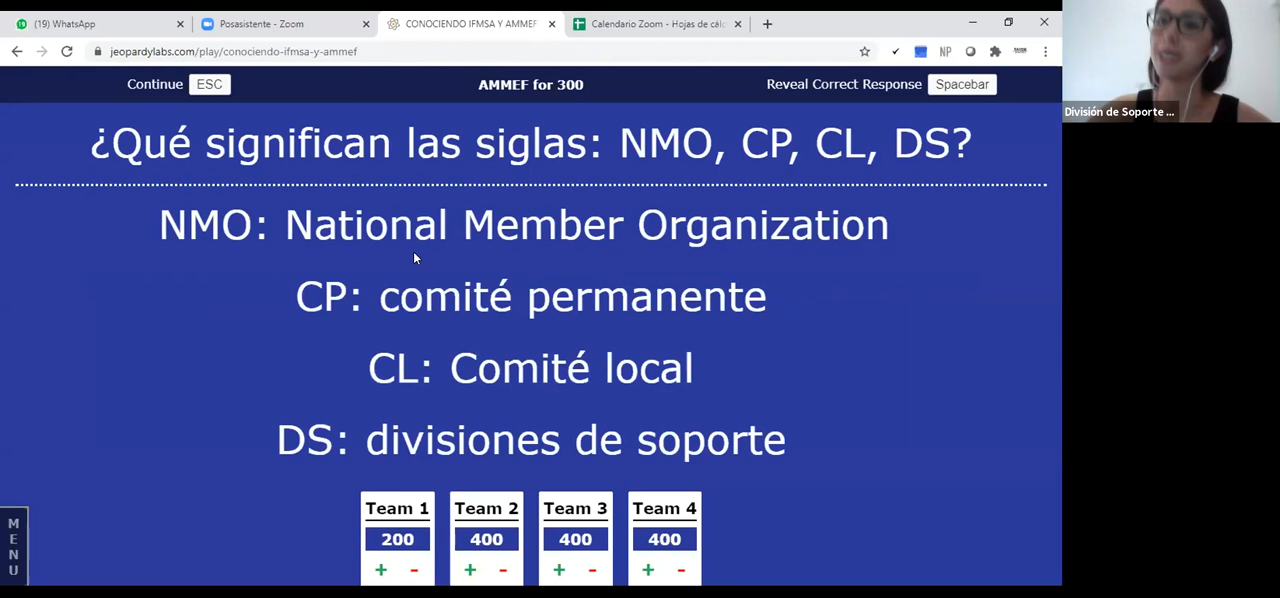 (19) WhatsApp
Posasistente - Zoom
CONOCIENDO IFMSA Y AMMEF
Calendario Zoom - Hojas de cálc
jeopardylabs.com/play/conociendo-ifmsa-y-ammef
NP
Continue ESC
AMMEF for 300
Reveal Correct Response Spacebar
División de Soporte ...
¿Qué significan las siglas: NMO, CP, CL, DS?
NMO: National Member Organization
CP: comité permanente
CL: Comité local
DS: divisiones de soporte
MENU
Team 1 Team 2 Team 3 Team 4
200 400 400 400
+ - + - + - + -